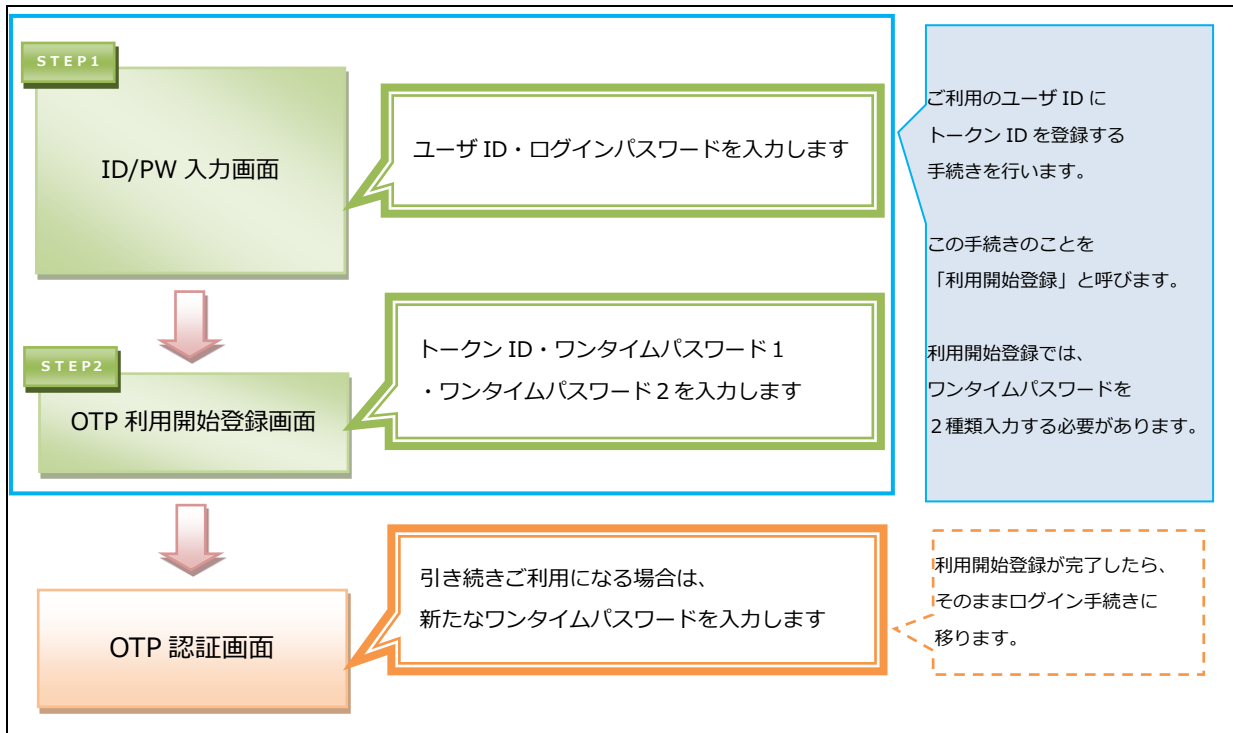 STEP1
ID/PW 入力画面
ユーザ ID・ログインパスワードを入力します
ご利用のユーザ ID に
トークン ID を登録する
手続きを行います。
この手続きのことを
「利用開始登録」と呼びます。
利用開始登録では、
ワンタイムパスワードを
２種類入力する必要があります。
STEP2
OTP 利用開始登録画面
トークン ID・ワンタイムパスワード１
・ワンタイムパスワード２を入力します
OTP 認証画面
引き続きご利用になる場合は、
新たなワンタイムパスワードを入力します
利用開始登録が完了したら、
そのままログイン手続きに
移ります。